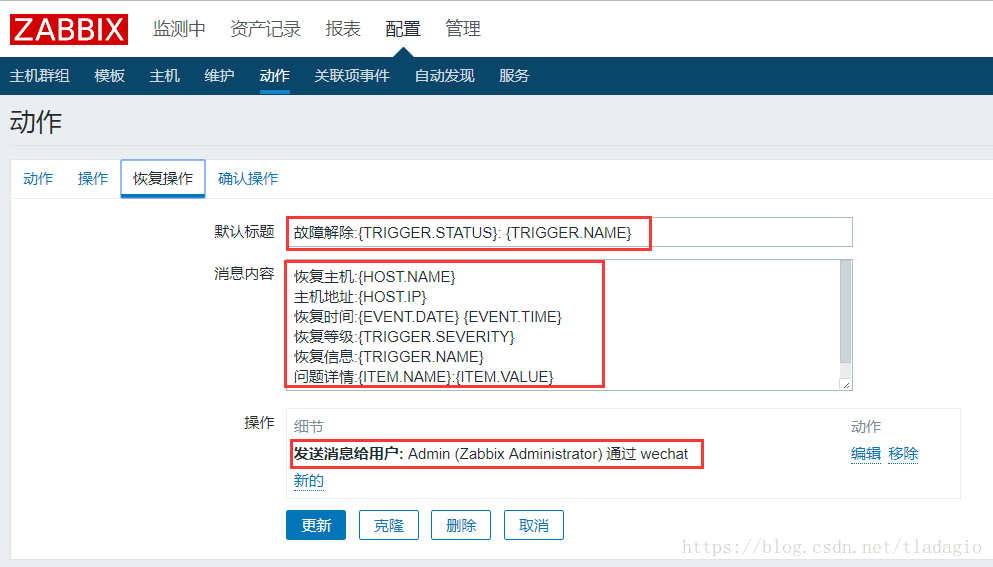 ZABBIX 监测中 资产记录 报表 配置 管理
主机群组 模板 主机 维护 动作 关联项事件 自动发现 服务
动作
动作 操作 恢复操作 确认操作
默认标题 故障解除:{TRIGGER.STATUS}: {TRIGGER.NAME}
消息内容 恢复主机:{HOST.NAME}
主机地址:{HOST.IP}
恢复时间:{EVENT.DATE} {EVENT.TIME}
恢复等级:{TRIGGER.SEVERITY}
恢复信息:{TRIGGER.NAME}
问题详情:{ITEM.NAME}:{ITEM.VALUE}
操作 细节 动作
发送消息给用户: Admin (Zabbix Administrator) 通过 wechat 编辑 移除
新的
更新 克隆 删除 取消
https://blog.csdn.net/tladagio